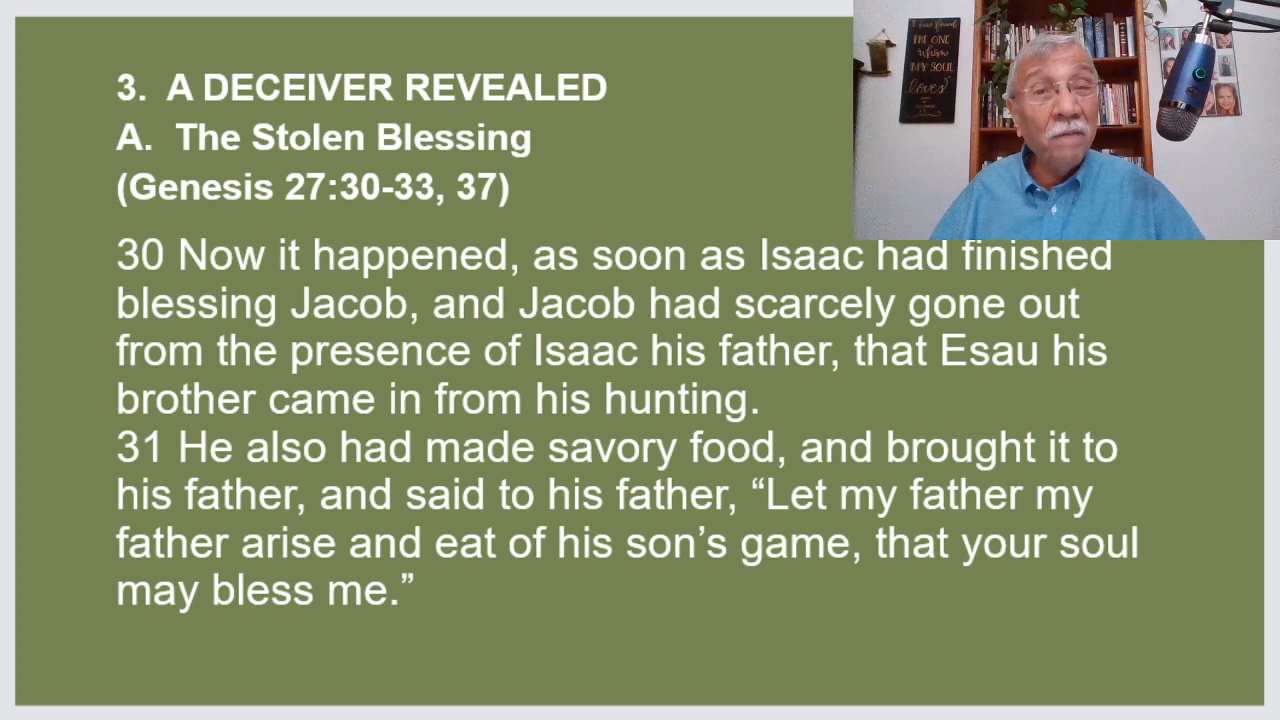 3. A DECEIVER REVEALED
A. The Stolen Blessing
(Genesis 27:30-33, 37)
30 Now it happened, as soon as Isaac had finished
blessing Jacob, and Jacob had scarcely gone out
from the presence of Isaac his father, that Esau his
brother came in from his hunting.
31 He also had made savory food, and brought it to
his father, and said to his father, “Let my father my
father arise and eat of his son’s game, that your soul
may bless me.”
I have found
THE ONE
whom
MY SOUL
loves